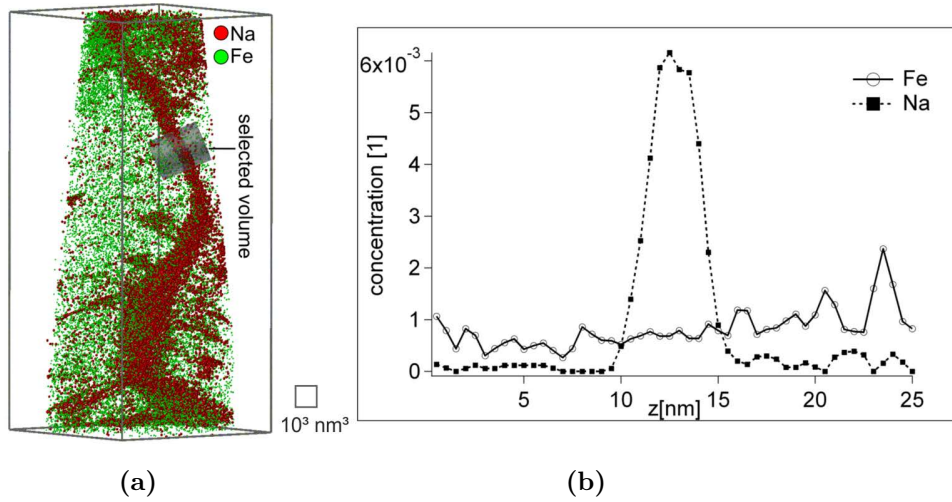 Na
Fe
selected volume
10³ nm³
(a)
6x10⁻³
5
4
3
2
1
0
concentration [1]
Fe
Na
5
10
15
20
25
z[nm]
(b)